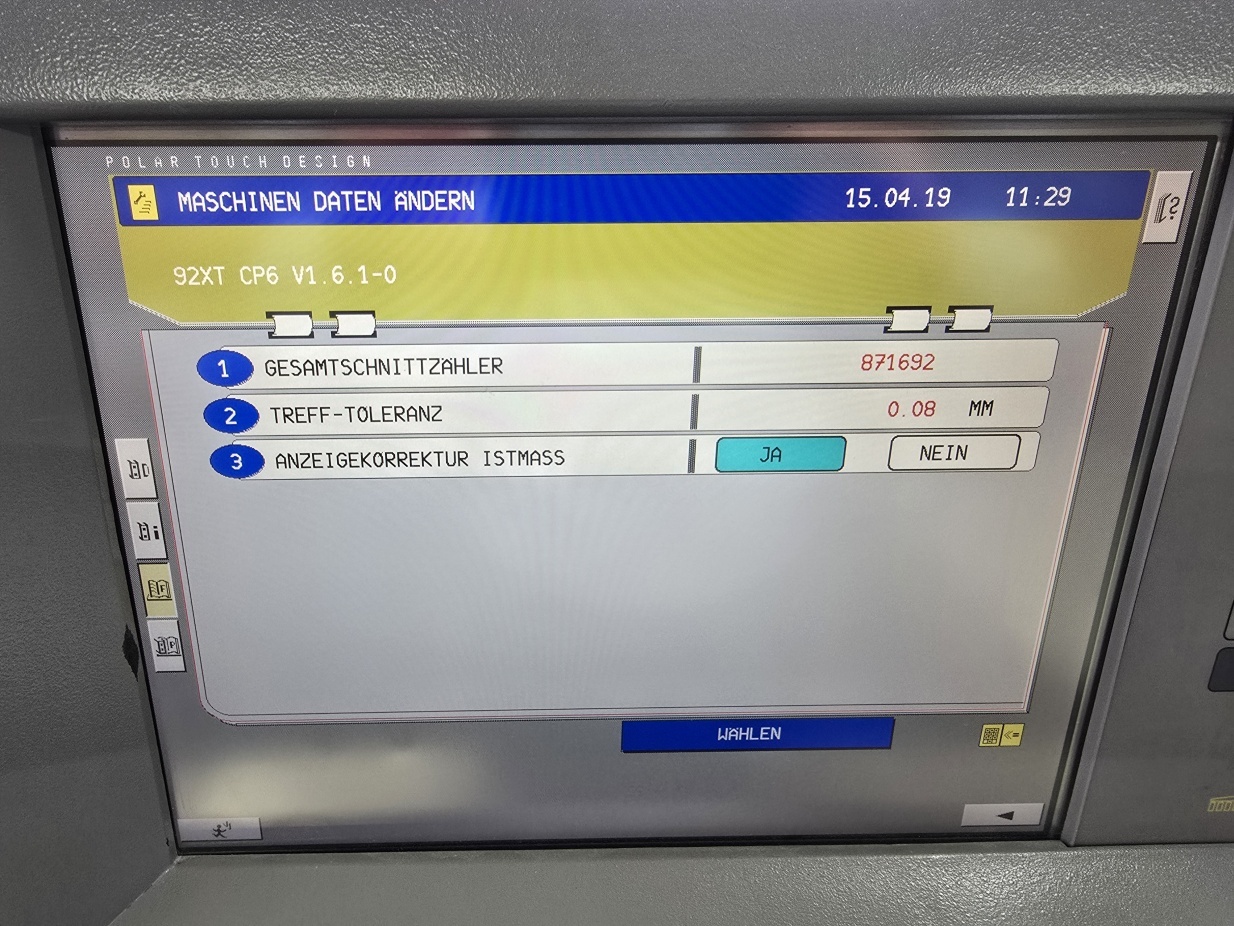 POLAR TOUCH DESIGN
MASCHINEN DATEN ÄNDERN 15.04.19 11:29
92XT CP6 V1.6.1-0
1 GESAMTSCHNITTZÄHLER 871692
2 TREFF-TOLERANZ 0.08 MM
3 ANZEIGEKORREKTUR ISTMASS JA NEIN
WÄHLEN